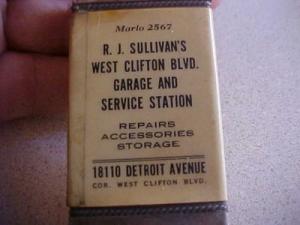 Marlo 2567
R. J. SULLIVAN'S
WEST CLIFTON BLVD.
GARAGE AND
SERVICE STATION
REPAIRS
ACCESSORIES
STORAGE
18110 DETROIT AVENUE
COR. WEST CLIFTON BLVD.